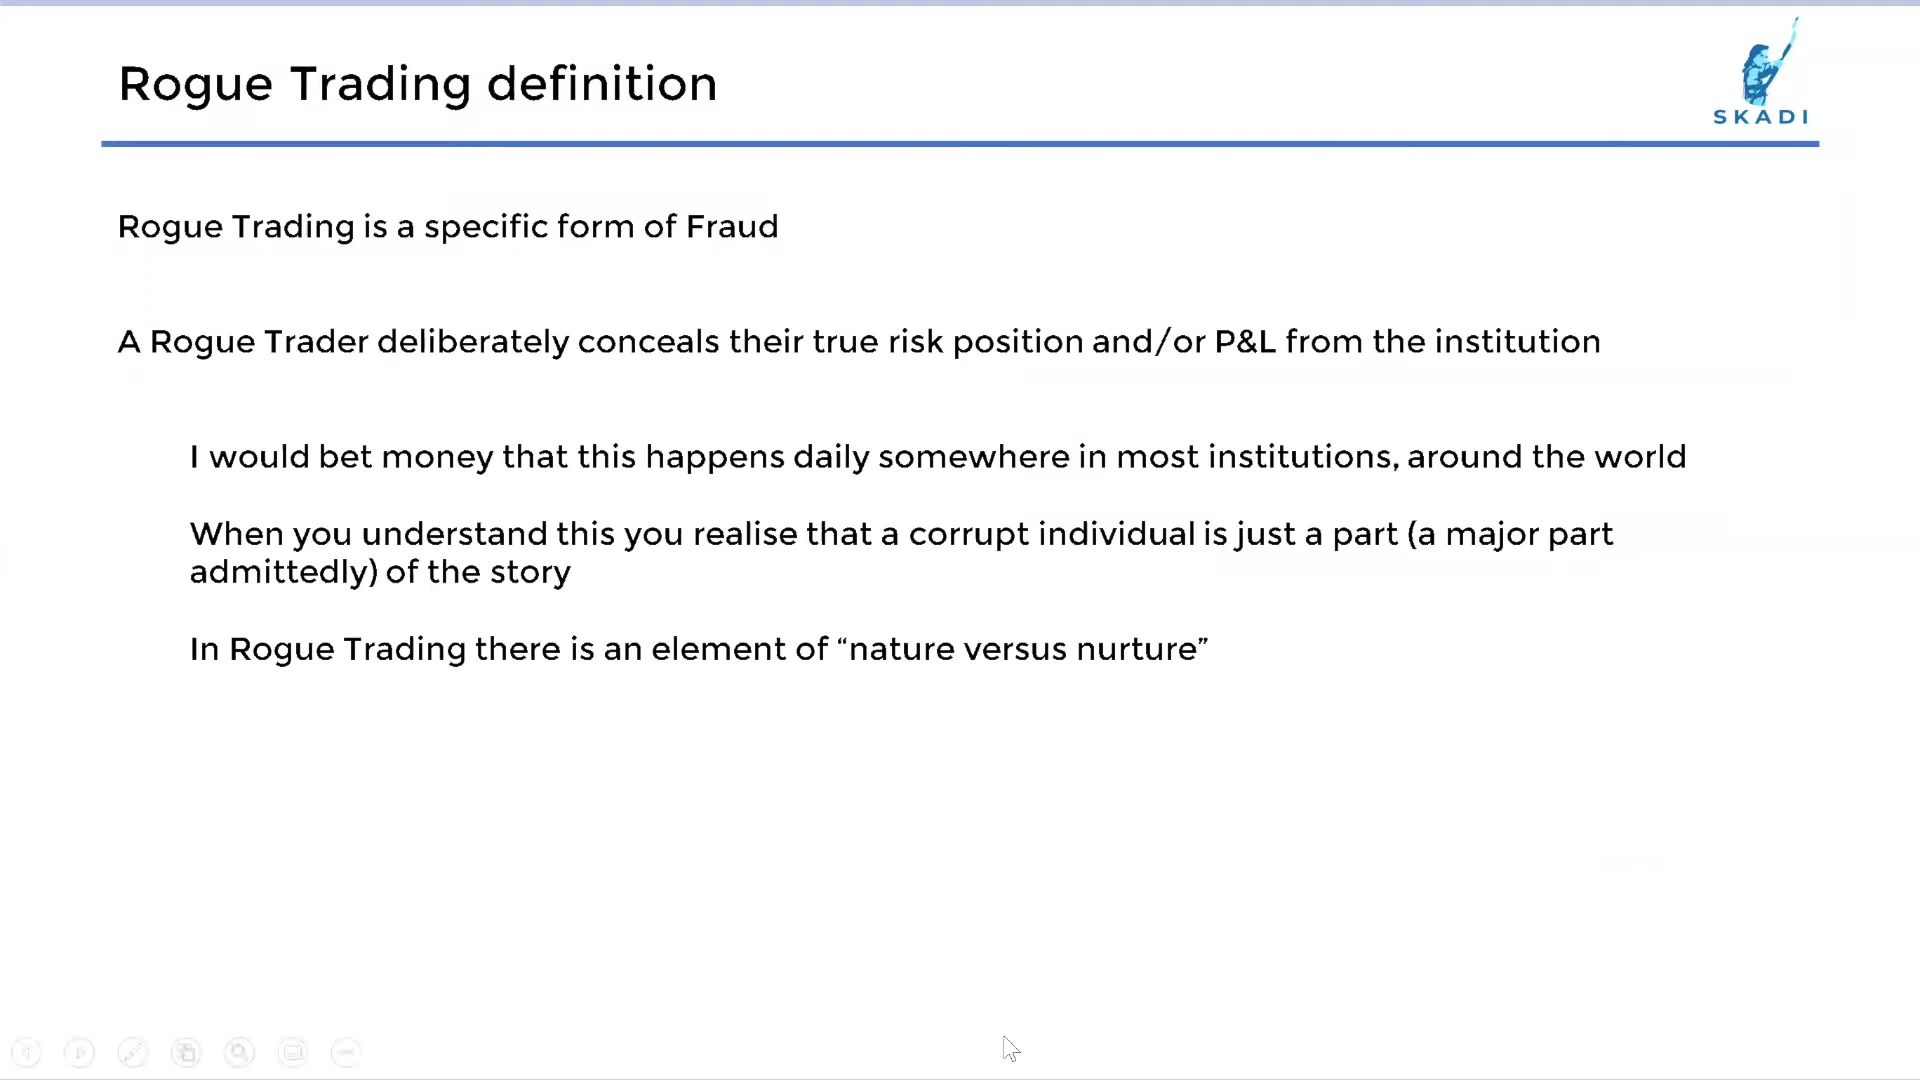 Rogue Trading definition
SKADI
Rogue Trading is a specific form of Fraud
A Rogue Trader deliberately conceals their true risk position and/or P&L from the institution
I would bet money that this happens daily somewhere in most institutions, around the world
When you understand this you realise that a corrupt individual is just a part (a major part
admittedly) of the story
In Rogue Trading there is an element of “nature versus nurture”